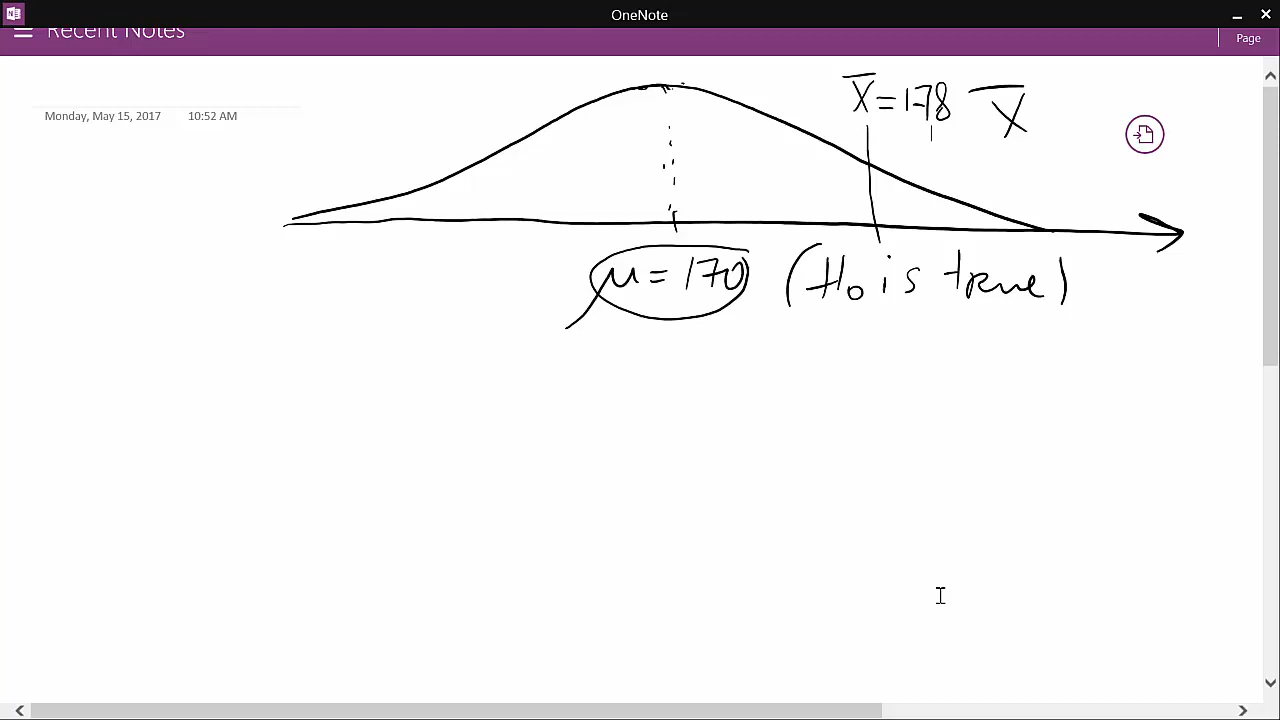 OneNote
Recent Notes
Page
X̅ = 178 X̅
Monday, May 15, 2017 10:52 AM
μ = 170 (H₀ is true)